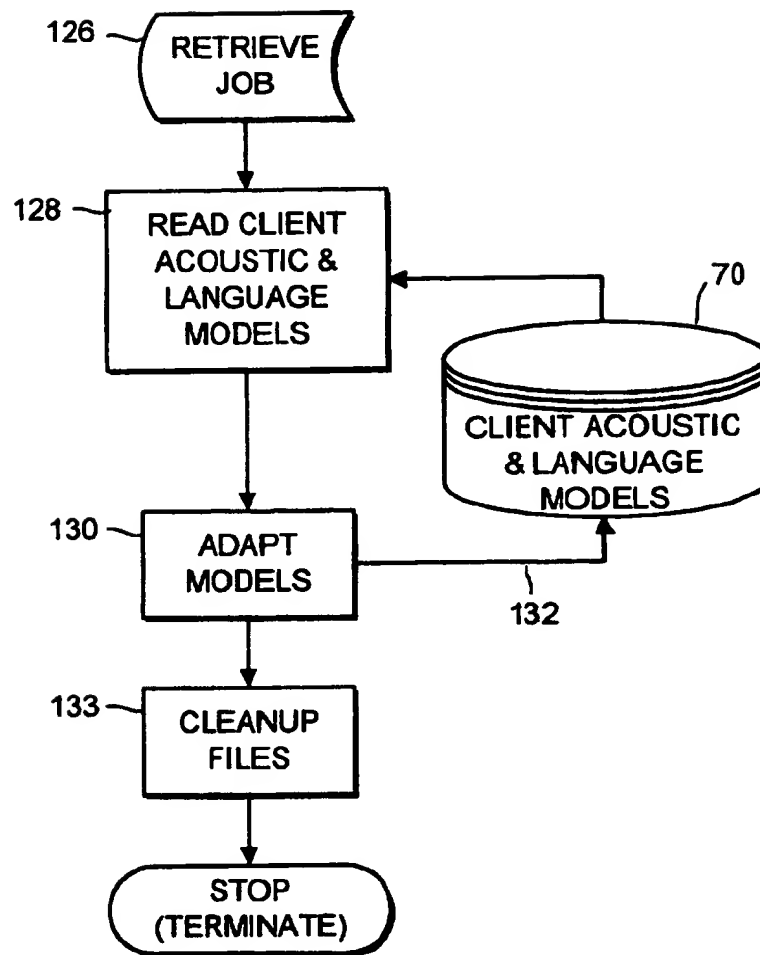 126
RETRIEVE
JOB
128
READ CLIENT
ACOUSTIC &
LANGUAGE
MODELS
70
CLIENT ACOUSTIC
& LANGUAGE
MODELS
130
ADAPT
MODELS
132
133
CLEANUP
FILES
STOP
(TERMINATE)